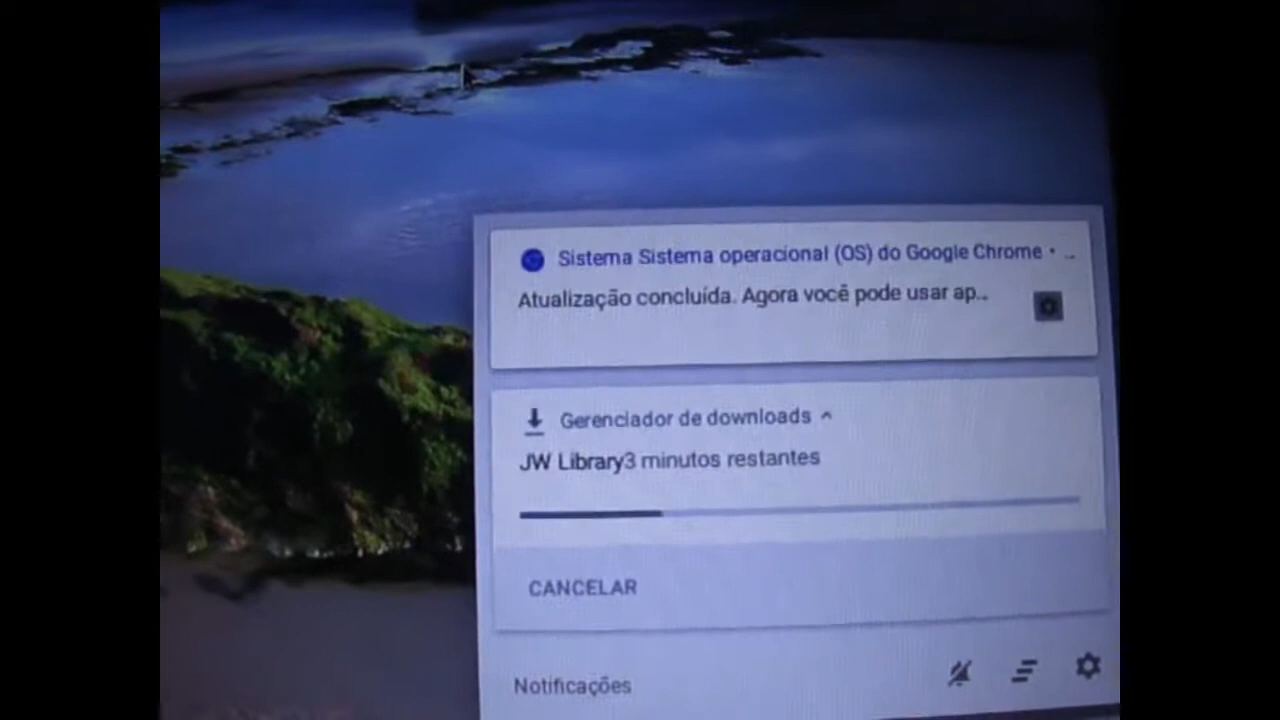 Sistema Sistema operacional (OS) do Google Chrome • ...
Atualização concluída. Agora você pode usar ap...
Gerenciador de downloads ^
JW Library3 minutos restantes
CANCELAR
Notificações